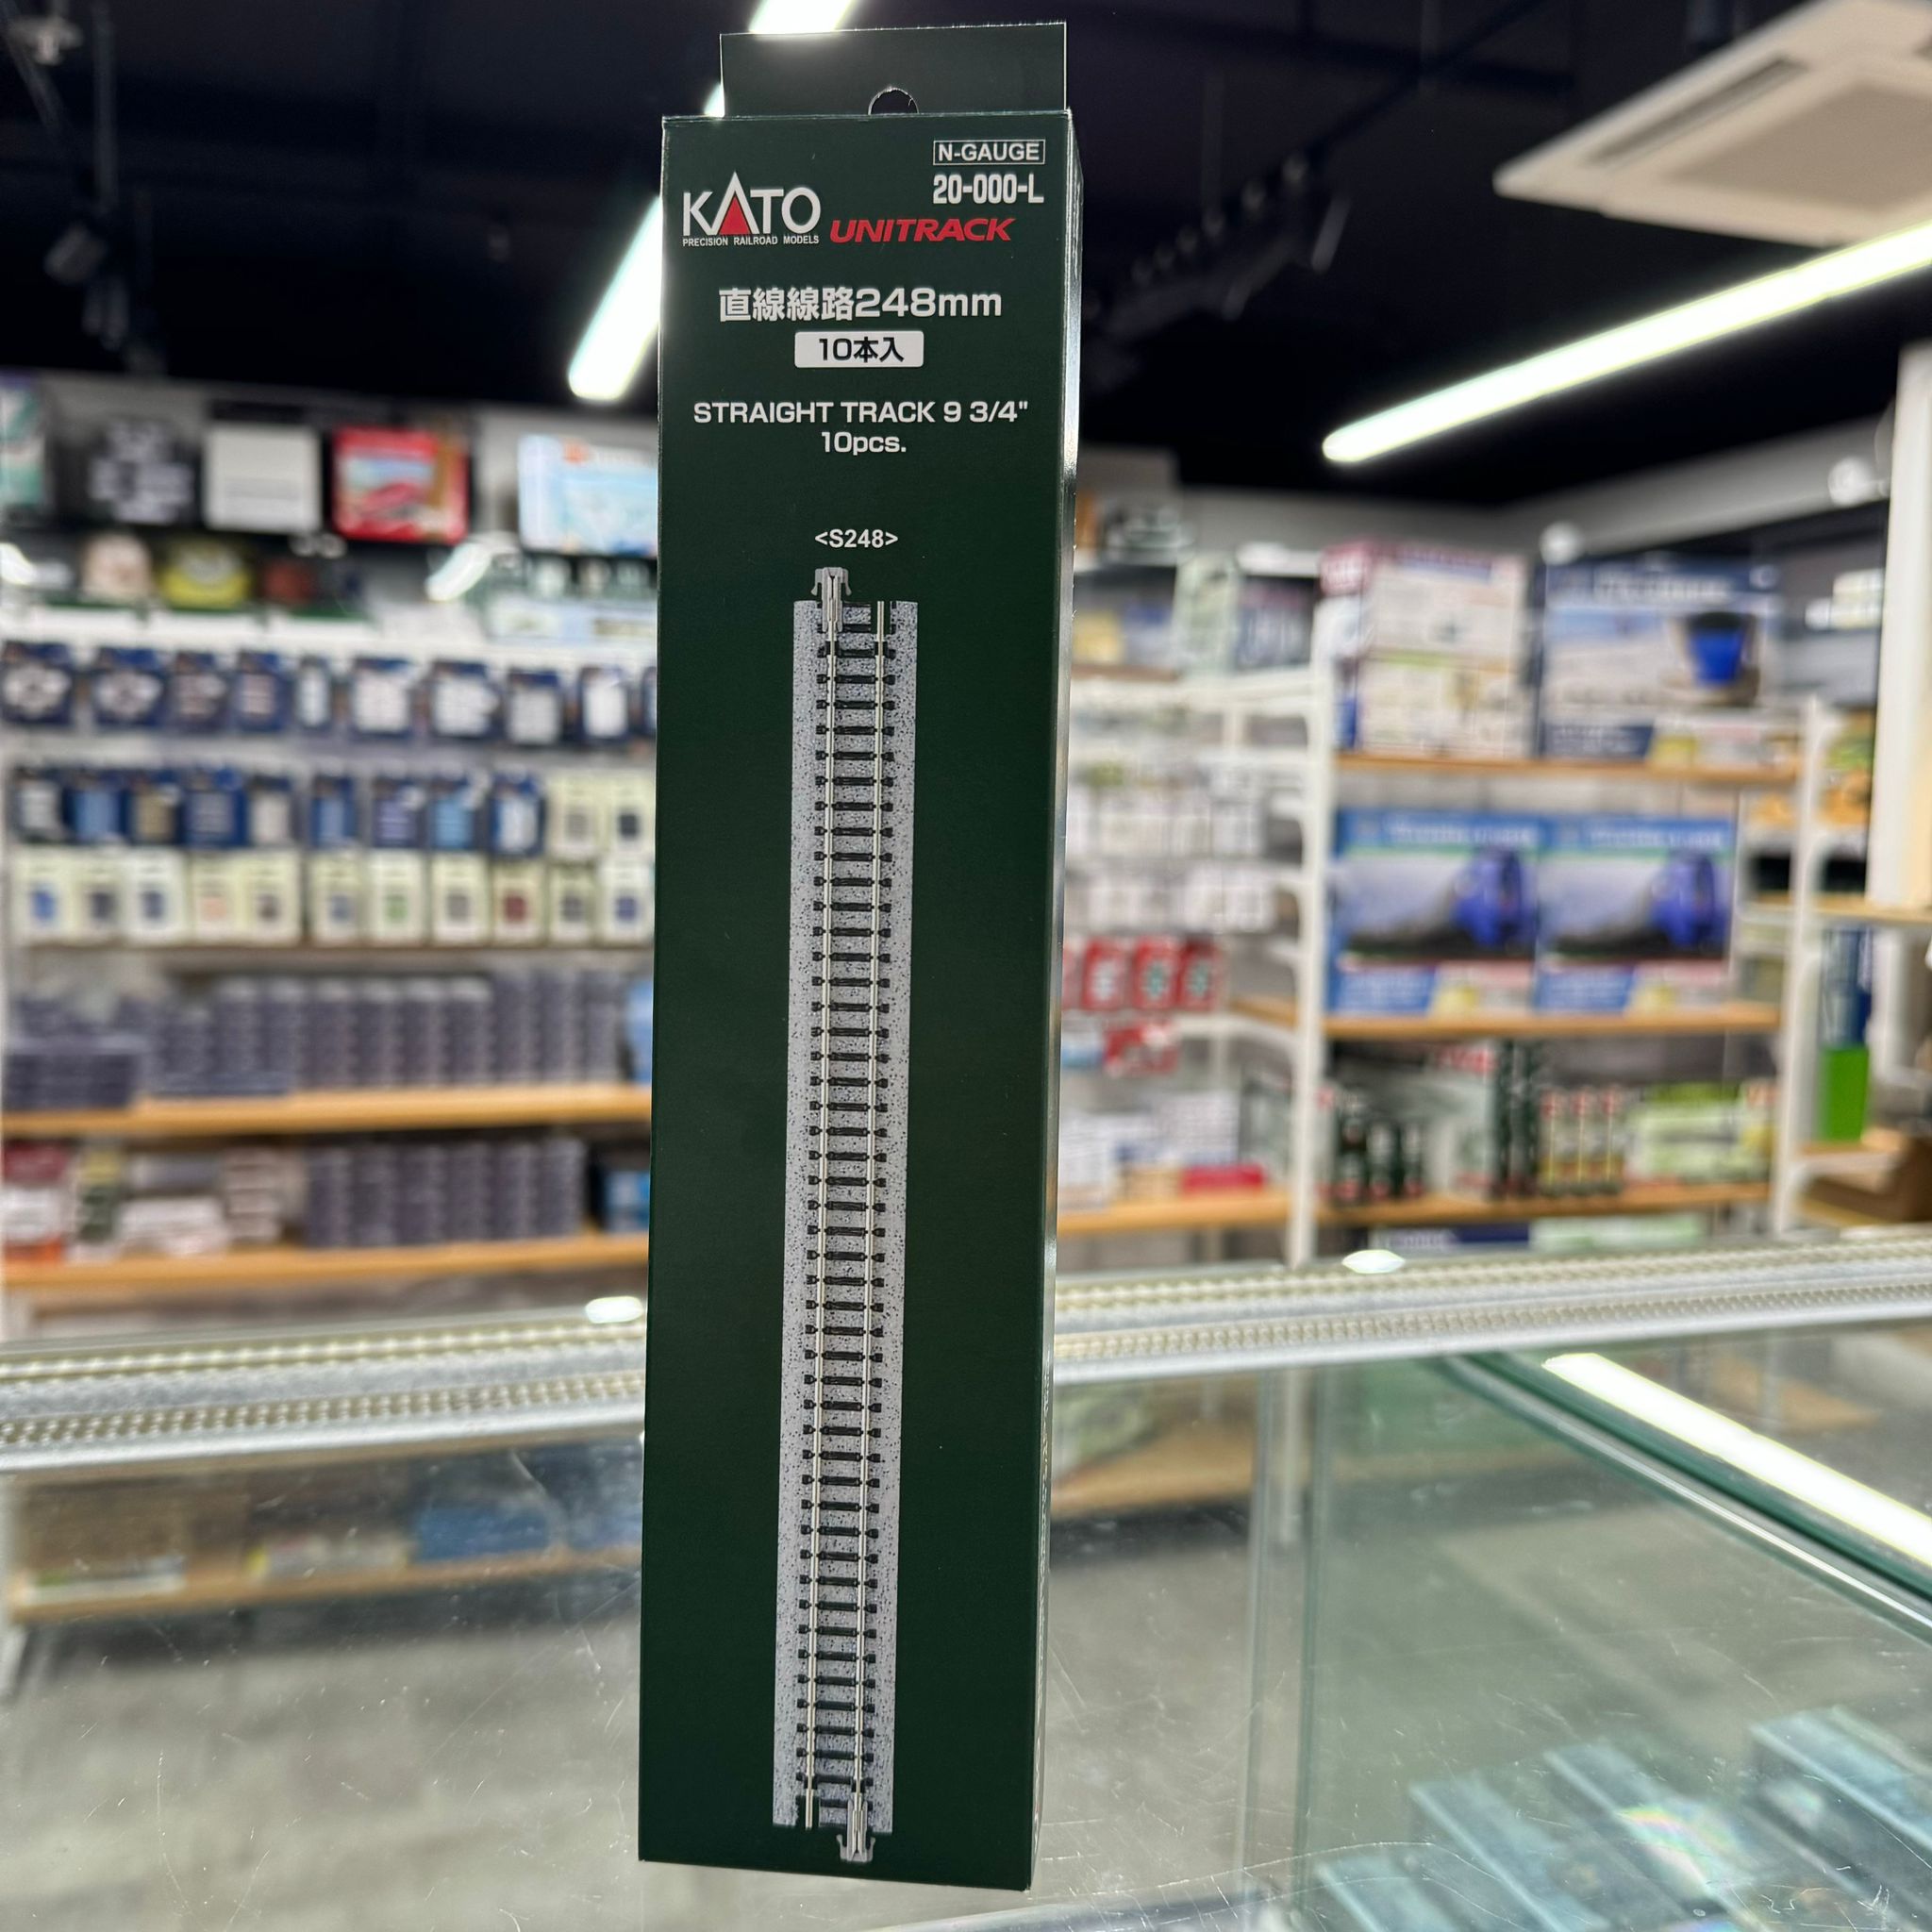 N-GAUGE
20-000-L
KATO
PRECISION RAILROAD MODELS
UNITRACK
直線線路248mm
10本入
STRAIGHT TRACK 9 3/4"
10pcs.
<S248>